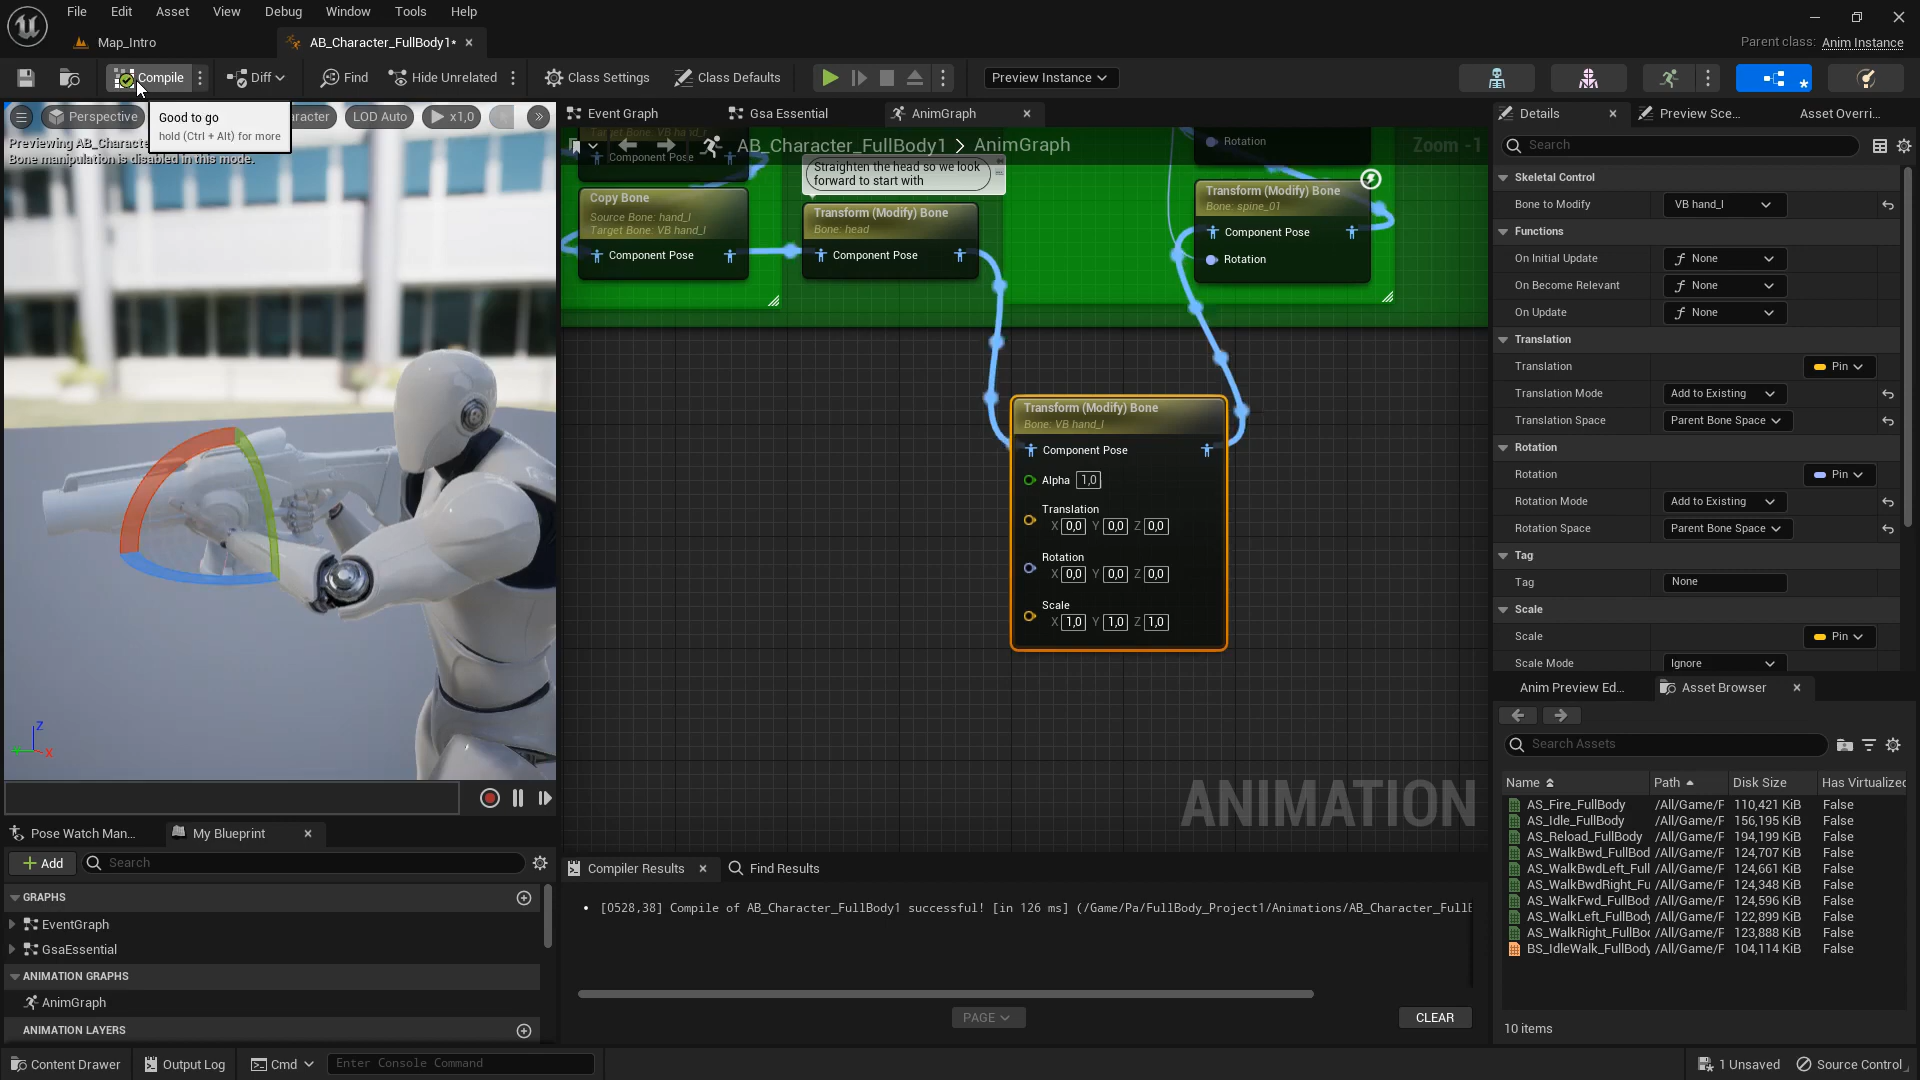 File Edit Asset View Debug Window Tools Help
Map_Intro
AB_Character_FullBody1*
Parent class: Anim Instance
Compile
Diff
Find
Hide Unrelated
Class Settings
Class Defaults
Preview Instance
Perspective
aracter
LOD Auto
x1,0
Good to go
hold (Ctrl + Alt) for more
Previewing AB_Characte
Bone manipulation is disabled in this mode.
Z
X
Event Graph
Gsa Essential
AnimGraph
AB_Character_FullBody1 > AnimGraph
Zoom -1
Target Bone: VB hand_r
Component Pose
Copy Bone
Source Bone: hand_l
Target Bone: VB hand_l
Component Pose
Straighten the head so we look
forward to start with
Transform (Modify) Bone
Bone: head
Component Pose
Rotation
Transform (Modify) Bone
Bone: spine_01
Component Pose
Rotation
Transform (Modify) Bone
Bone: VB hand_l
Component Pose
Alpha 1,0
Translation
X 0,0 Y 0,0 Z 0,0
Rotation
X 0,0 Y 0,0 Z 0,0
Scale
X 1,0 Y 1,0 Z 1,0
ANIMATION
Pose Watch Man...
My Blueprint
Add
Search
GRAPHS
EventGraph
GsaEssential
ANIMATION GRAPHS
AnimGraph
ANIMATION LAYERS
Compiler Results
Find Results
• [0528,38] Compile of AB_Character_FullBody1 successful! [in 126 ms] (/Game/Pa/FullBody_Project1/Animations/AB_Character_FullB
PAGE
CLEAR
Details
Preview Sce...
Asset Overri...
Search
Skeletal Control
Bone to Modify VB hand_l
Functions
On Initial Update None
On Become Relevant None
On Update None
Translation
Translation Pin
Translation Mode Add to Existing
Translation Space Parent Bone Space
Rotation
Rotation Pin
Rotation Mode Add to Existing
Rotation Space Parent Bone Space
Tag
Tag None
Scale
Scale Pin
Scale Mode Ignore
Anim Preview Ed...
Asset Browser
Search Assets
Name Path Disk Size Has Virtualized
AS_Fire_FullBody /All/Game/F 110,421 KiB False
AS_Idle_FullBody /All/Game/F 156,195 KiB False
AS_Reload_FullBody /All/Game/F 194,199 KiB False
AS_WalkBwd_FullBod /All/Game/F 124,707 KiB False
AS_WalkBwdLeft_Full /All/Game/F 124,661 KiB False
AS_WalkBwdRight_Fu /All/Game/F 124,348 KiB False
AS_WalkFwd_FullBod /All/Game/F 124,596 KiB False
AS_WalkLeft_FullBody /All/Game/F 122,899 KiB False
AS_WalkRight_FullBoc /All/Game/F 123,888 KiB False
BS_IdleWalk_FullBody /All/Game/F 104,114 KiB False
10 items
Content Drawer
Output Log
Cmd
Enter Console Command
1 Unsaved
Source Control